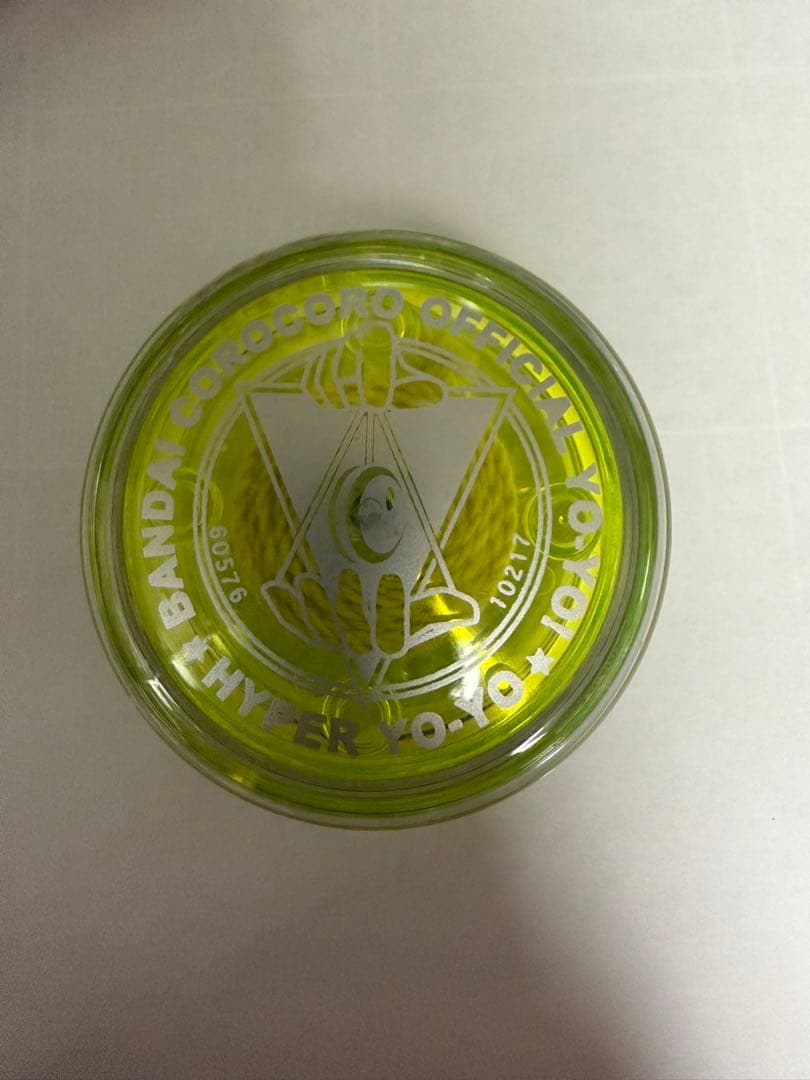 BANDAI COROCORO OFFICIAL YO-YO!
★HYPER YO-YO★
60576
10217